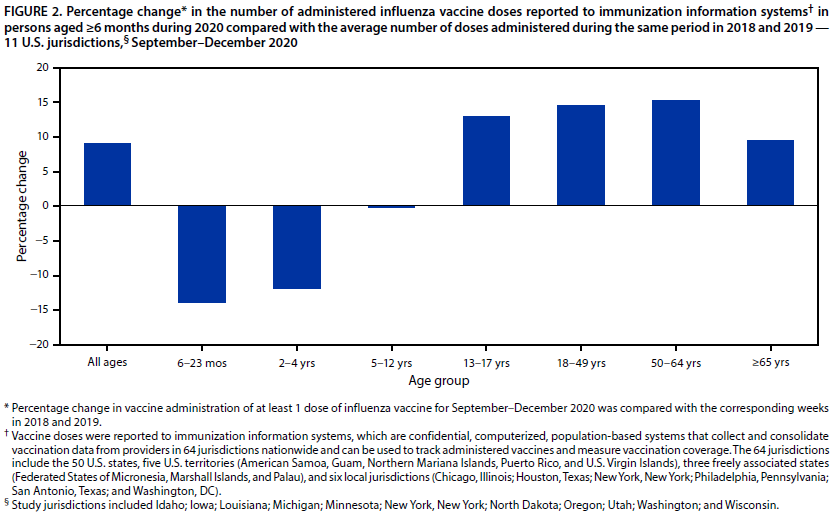 FIGURE 2. Percentage change* in the number of administered influenza vaccine doses reported to immunization information systems† in
persons aged ≥6 months during 2020 compared with the average number of doses administered during the same period in 2018 and 2019 —
11 U.S. jurisdictions,§ September–December 2020
20
15
10
5
0
−5
−10
−15
−20
Percentage change
All ages
6–23 mos
2–4 yrs
5–12 yrs
13–17 yrs
18–49 yrs
50–64 yrs
≥65 yrs
Age group
* Percentage change in vaccine administration of at least 1 dose of influenza vaccine for September–December 2020 was compared with the corresponding weeks
in 2018 and 2019.
† Vaccine doses were reported to immunization information systems, which are confidential, computerized, population-based systems that collect and consolidate
vaccination data from providers in 64 jurisdictions nationwide and can be used to track administered vaccines and measure vaccination coverage. The 64 jurisdictions
include the 50 U.S. states, five U.S. territories (American Samoa, Guam, Northern Mariana Islands, Puerto Rico, and U.S. Virgin Islands), three freely associated states
(Federated States of Micronesia, Marshall Islands, and Palau), and six local jurisdictions (Chicago, Illinois; Houston, Texas; New York, New York; Philadelphia, Pennsylvania;
San Antonio, Texas; and Washington, DC).
§ Study jurisdictions included Idaho; Iowa; Louisiana; Michigan; Minnesota; New York, New York; North Dakota; Oregon; Utah; Washington; and Wisconsin.